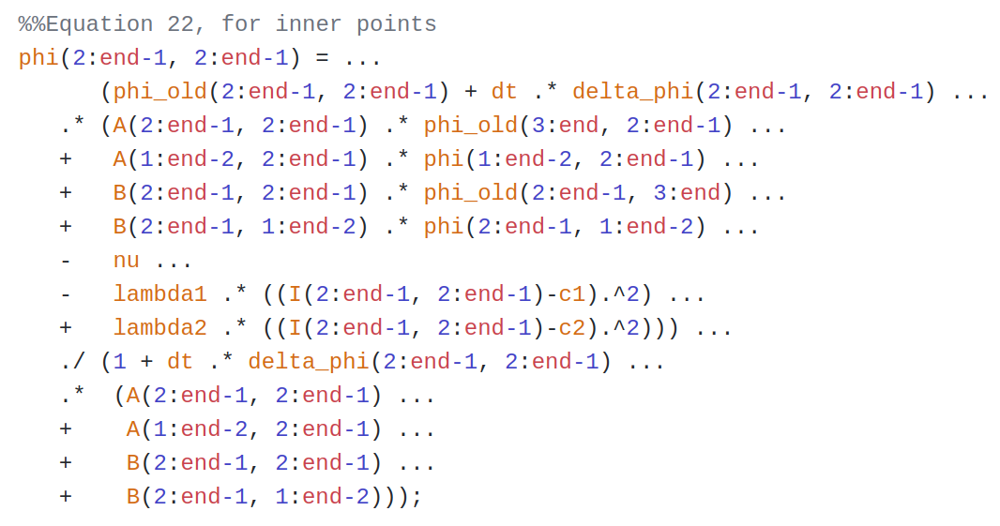 %%Equation 22, for inner points
phi(2:end-1, 2:end-1) = ...
(phi_old(2:end-1, 2:end-1) + dt .* delta_phi(2:end-1, 2:end-1) ...
.* (A(2:end-1, 2:end-1) .* phi_old(3:end, 2:end-1) ...
+ A(1:end-2, 2:end-1) .* phi(1:end-2, 2:end-1) ...
+ B(2:end-1, 2:end-1) .* phi_old(2:end-1, 3:end) ...
+ B(2:end-1, 1:end-2) .* phi(2:end-1, 1:end-2) ...
- nu ...
- lambda1 .* ((I(2:end-1, 2:end-1)-c1).^2) ...
+ lambda2 .* ((I(2:end-1, 2:end-1)-c2).^2))) ...
./ (1 + dt .* delta_phi(2:end-1, 2:end-1) ...
.* (A(2:end-1, 2:end-1) ...
+ A(1:end-2, 2:end-1) ...
+ B(2:end-1, 2:end-1) ...
+ B(2:end-1, 1:end-2)));